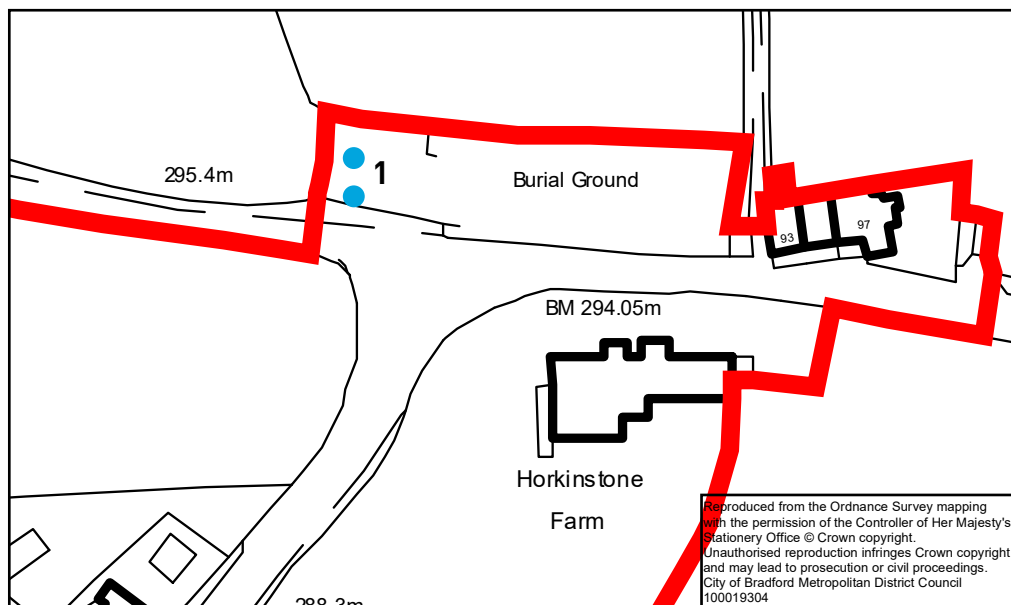 295.4m
1
Burial Ground
93
97
BM 294.05m
Horkinstone
Farm
288.3m
Reproduced from the Ordnance Survey mapping
with the permission of the Controller of Her Majesty's
Stationery Office © Crown copyright.
Unauthorised reproduction infringes Crown copyright
and may lead to prosecution or civil proceedings.
City of Bradford Metropolitan District Council
100019304